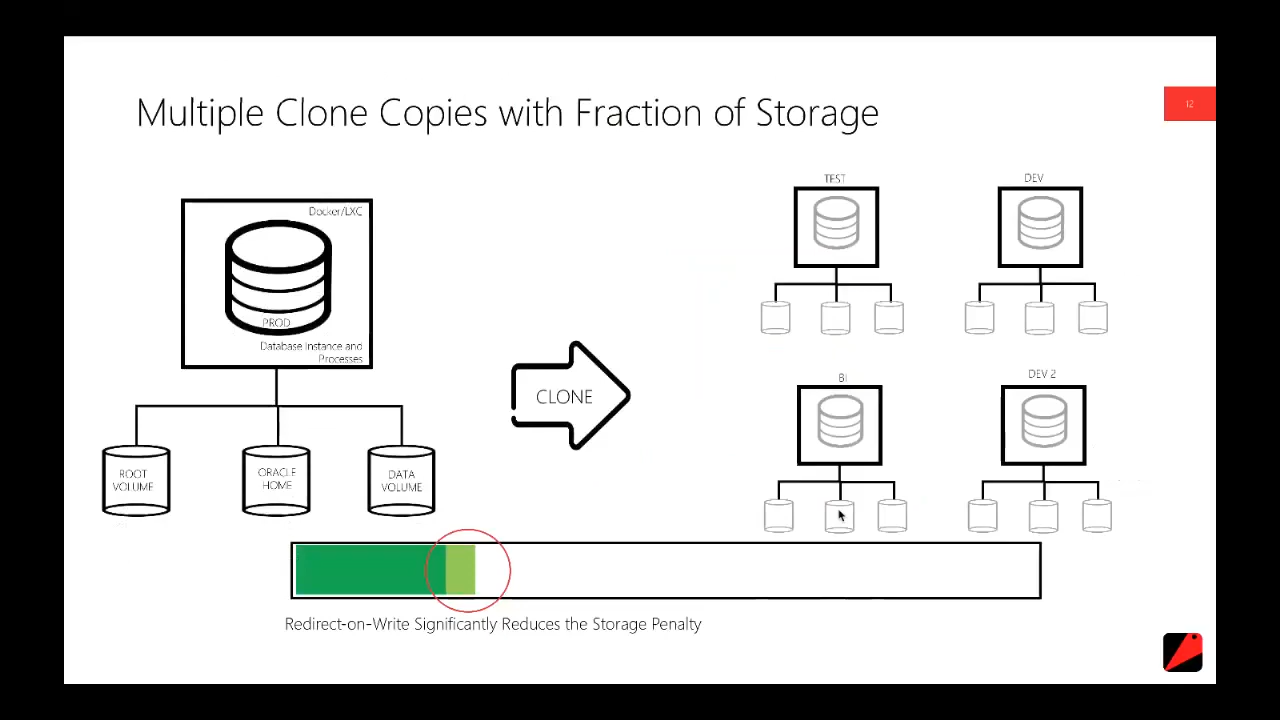 Multiple Clone Copies with Fraction of Storage
12
Docker/LXC
PROD
Database Instance and
Processes
ROOT
VOLUME
ORACLE
HOME
DATA
VOLUME
CLONE
TEST
DEV
BI
DEV 2
Redirect-on-Write Significantly Reduces the Storage Penalty